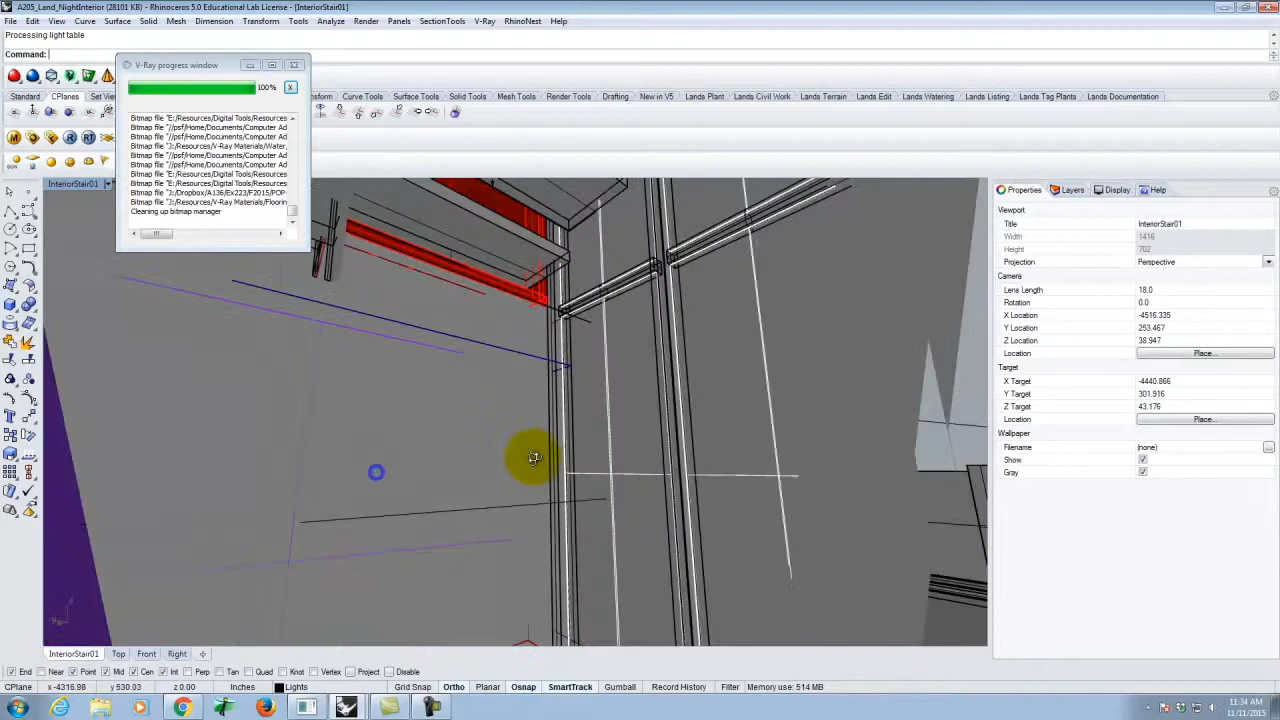 A205_Land_NightInterior (28101 KB) - Rhinoceros 5.0 Educational Lab License - [InteriorStair01]
File Edit View Curve Surface Solid Mesh Dimension Transform Tools Analyze Render Panels SectionTools V-Ray RhinoNest Help
Processing light table
Command:
V-Ray progress window
100%
X
Bitmap file "E:/Resources/Digital Tools/Resources
Bitmap file "//psf/Home/Documents/Computer Ad
Bitmap file "//psf/Home/Documents/Computer Ad
Bitmap file "J:/Resources/V-Ray Materials/Water,
Bitmap file "//psf/Home/Documents/Computer Ad
Bitmap file "//psf/Home/Documents/Computer Ad
Bitmap file "E:/Resources/Digital Tools/Resources
Bitmap file "E:/Resources/Digital Tools/Resources
Bitmap file "J:/Dropbox/A136/Ex223/F2015/POP-
Bitmap file "J:/Resources/V-Ray Materials/Floorin
Cleaning up bitmap manager
Standard CPlanes Set Vie nsform Curve Tools Surface Tools Solid Tools Mesh Tools Render Tools Drafting New in V5 Lands Plant Lands Civil Work Lands Terrain Lands Edit Lands Watering Lands Listing Lands Tag Plants Lands Documentation
M R RT
InteriorStair01
Properties Layers Display Help
Viewport
Title InteriorStair01
Width 1416
Height 702
Projection Perspective
Camera
Lens Length 18.0
Rotation 0.0
X Location -4516.335
Y Location 253.467
Z Location 38.947
Location Place...
Target
X Target -4440.866
Y Target 301.916
Z Target 43.176
Location Place...
Wallpaper
Filename (none) ...
Show
Gray
InteriorStair01 Top Front Right
End Near Point Mid Cen Int Perp Tan Quad Knot Vertex Project Disable
CPlane x -4316.98 y 530.03 z 0.00 Inches Lights Grid Snap Ortho Planar Osnap SmartTrack Gumball Record History Filter Memory use: 514 MB
11:34 AM
11/11/2015